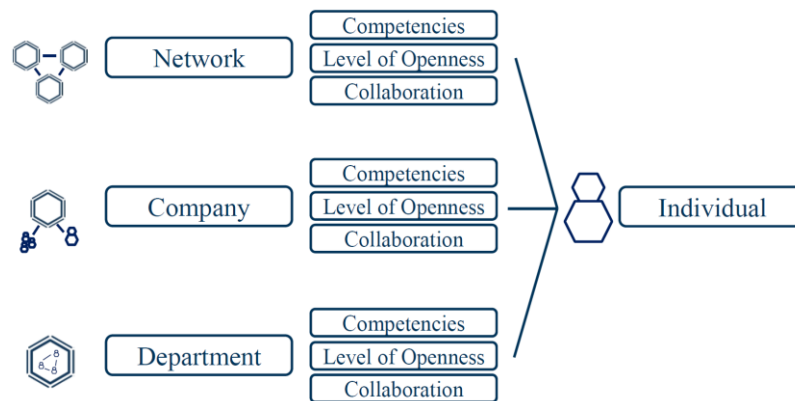 Competencies
Network
Level of Openness
Collaboration
Competencies
Company
Level of Openness
Individual
Collaboration
Competencies
Department
Level of Openness
Collaboration